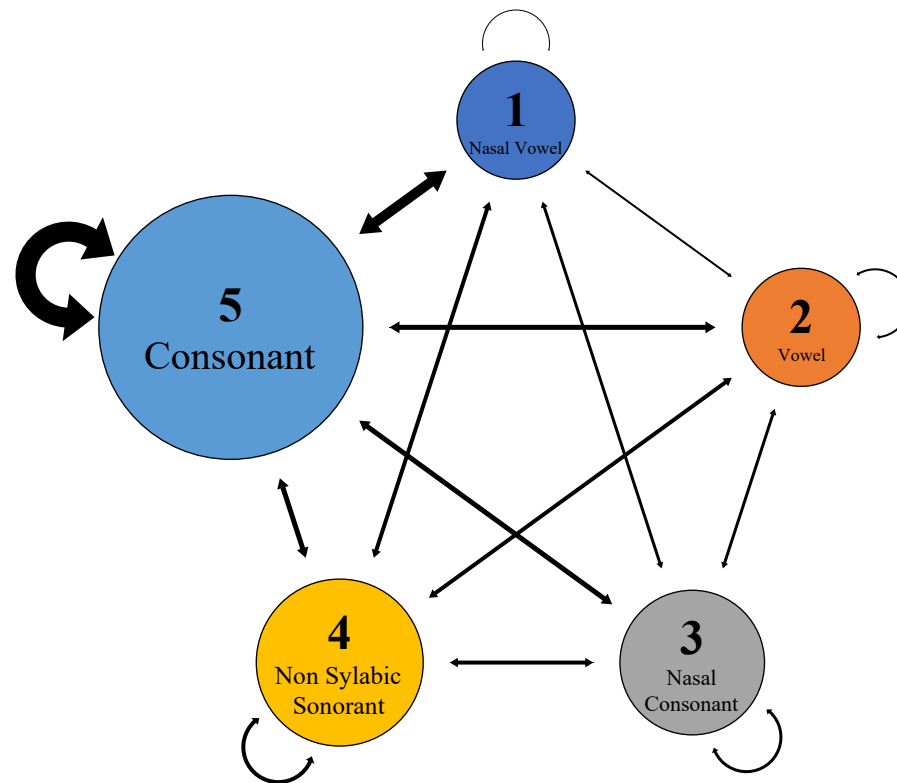 1
Nasal Vowel
5
Consonant
2
Vowel
4
Non Sylabic
Sonorant
3
Nasal
Consonant